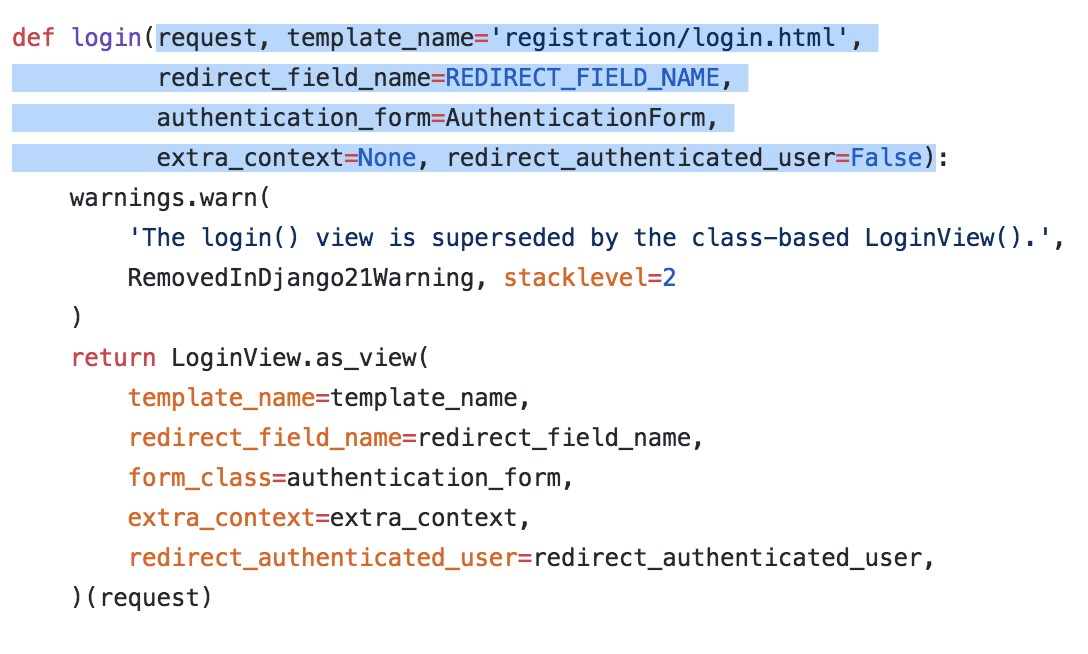 def login(request, template_name='registration/login.html',
        redirect_field_name=REDIRECT_FIELD_NAME,
        authentication_form=AuthenticationForm,
        extra_context=None, redirect_authenticated_user=False):
    warnings.warn(
        'The login() view is superseded by the class-based LoginView().',
        RemovedInDjango21Warning, stacklevel=2
    )
    return LoginView.as_view(
        template_name=template_name,
        redirect_field_name=redirect_field_name,
        form_class=authentication_form,
        extra_context=extra_context,
        redirect_authenticated_user=redirect_authenticated_user,
    )(request)